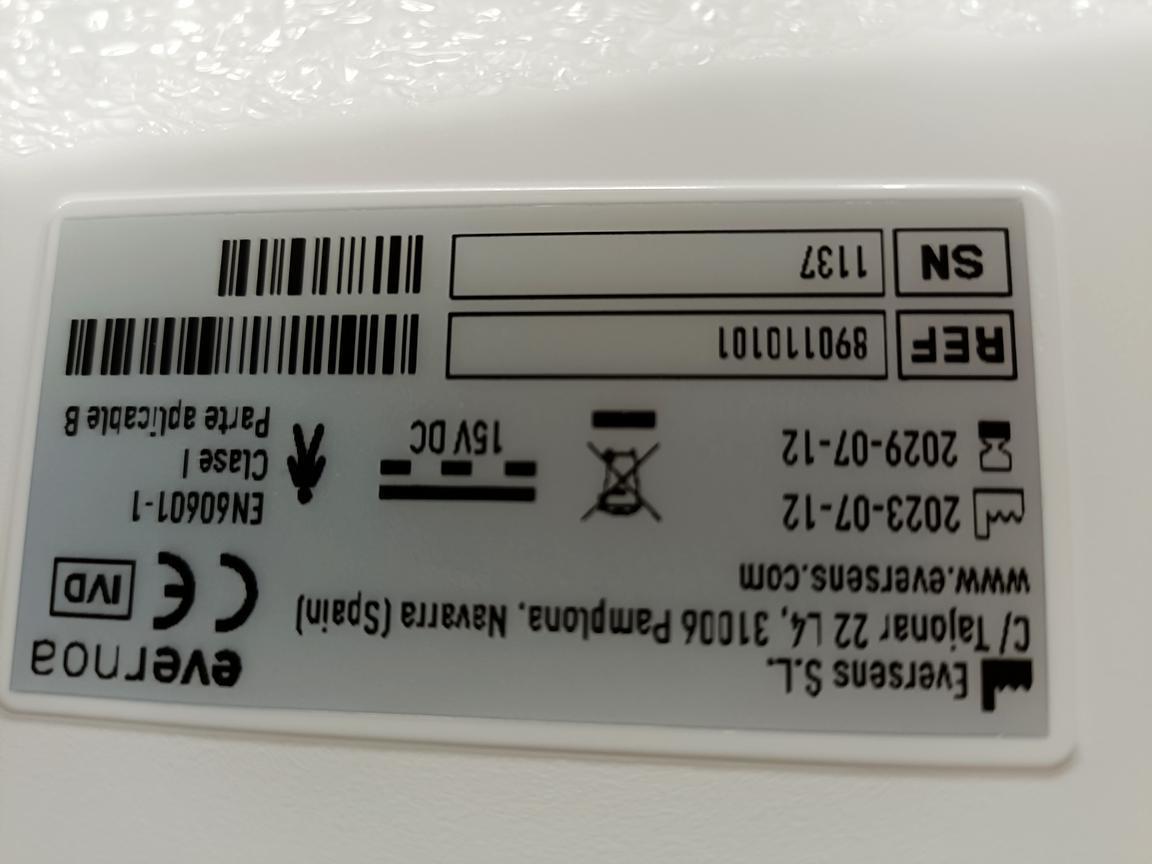 Eversens S.L.
evernoa
C/ Tajonar 22 L4, 31006 Pamplona. Navarra (Spain)
www.eversens.com
CE IVD
2023-07-12
2029-07-12
15V DC
EN60601-1
Clase I
Parte aplicable B
REF 890110101
SN 1137